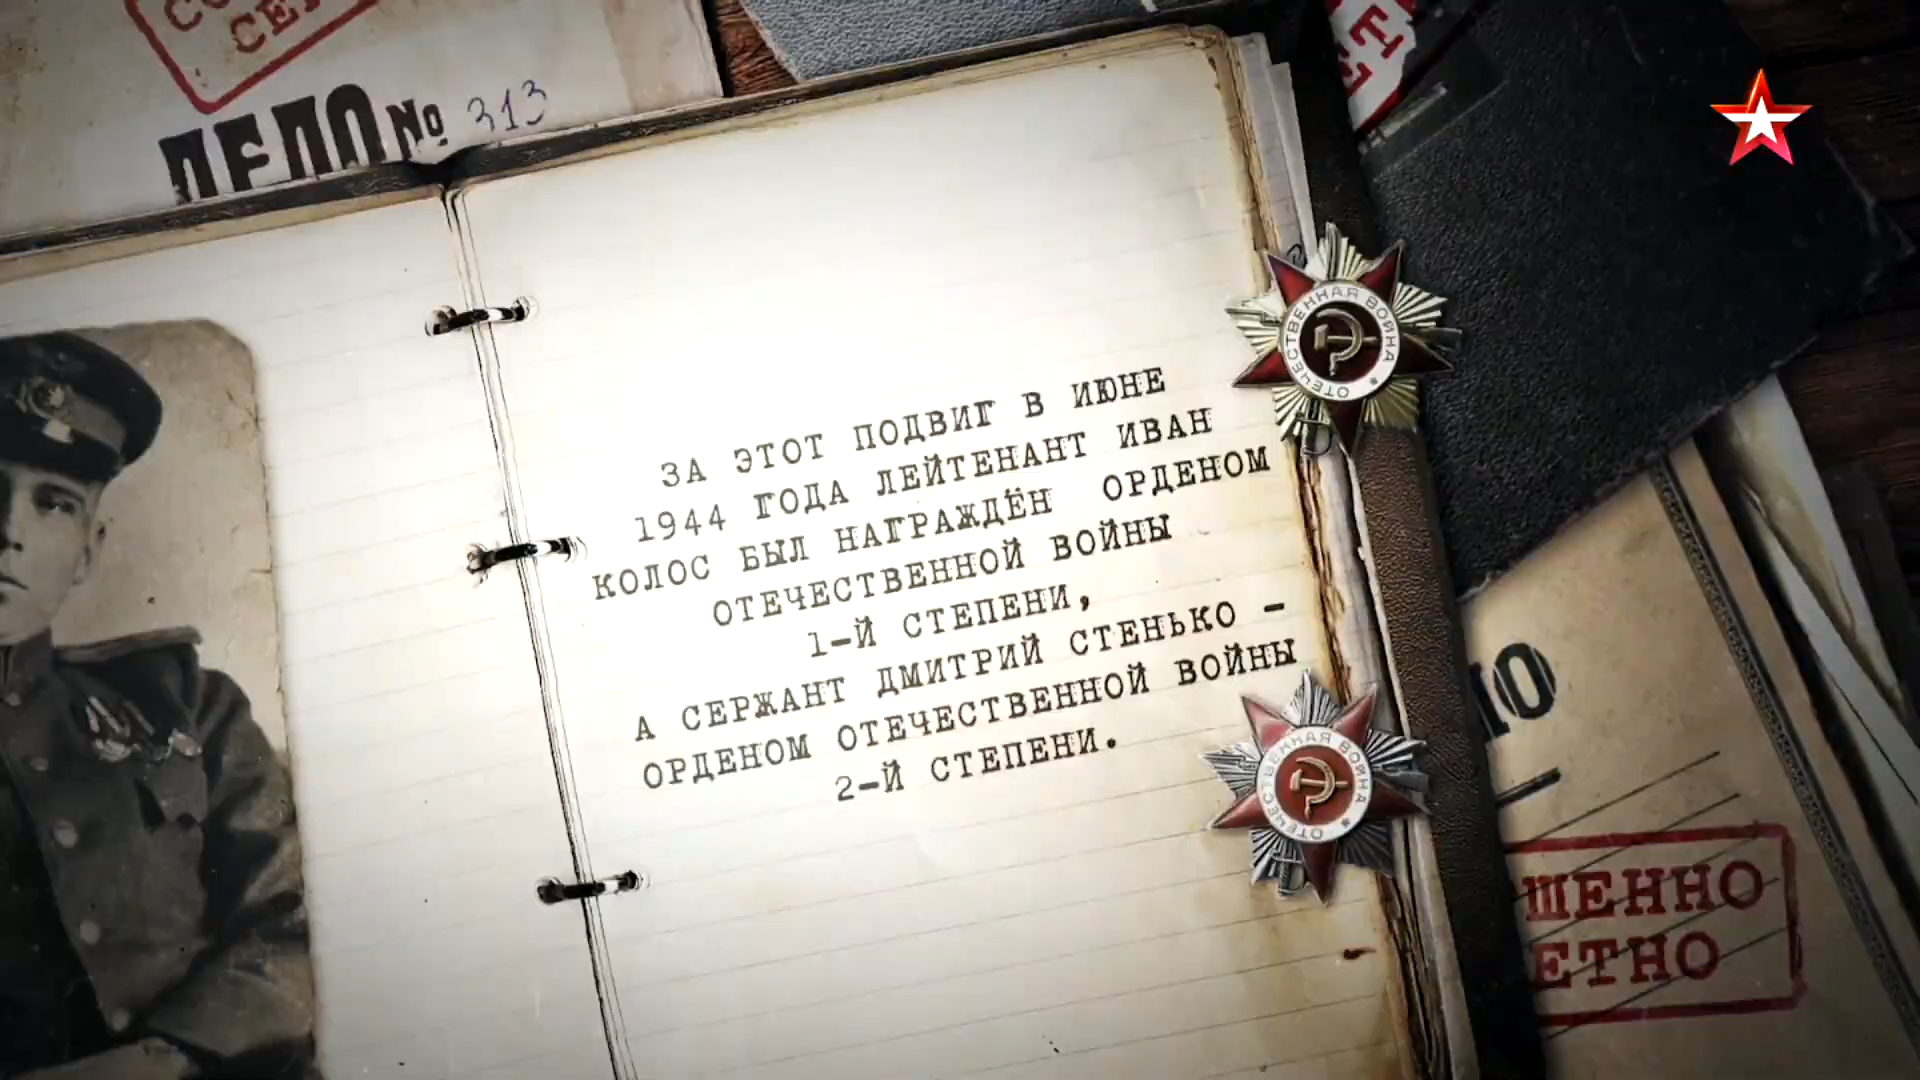 ДЕЛО № 313
ЗА ЭТОТ ПОДВИГ В ИЮНЕ
1944 ГОДА ЛЕЙТЕНАНТ ИВАН
КОЛОС БЫЛ НАГРАЖДЁН ОРДЕНОМ
ОТЕЧЕСТВЕННОЙ ВОЙНЫ
1-Й СТЕПЕНИ,
А СЕРЖАНТ ДМИТРИЙ СТЕНЬКО -
ОРДЕНОМ ОТЕЧЕСТВЕННОЙ ВОЙНЫ
2-Й СТЕПЕНИ.
ОТЕЧЕСТВЕННАЯ ВОЙНА
ОТЕЧЕСТВЕННАЯ ВОЙНА
ШЕННО
ЕТНО